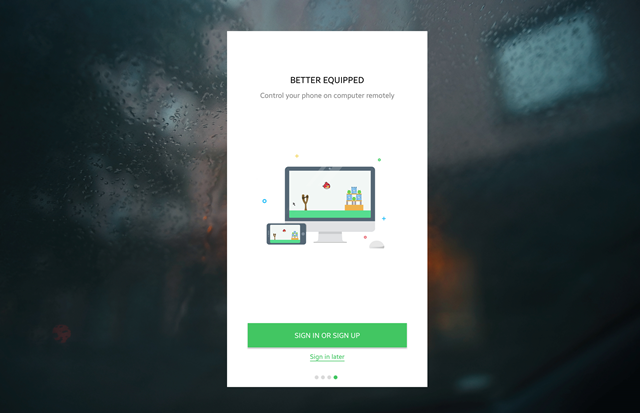 BETTER EQUIPPED
Control your phone on computer remotely
SIGN IN OR SIGN UP
Sign in later